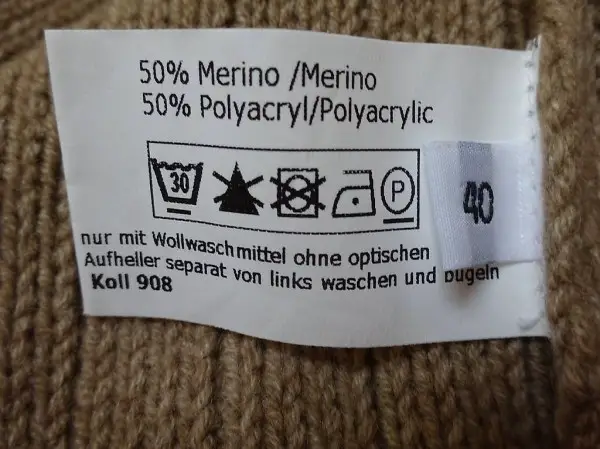 50% Merino /Merino
50% Polyacryl/Polyacrylic
30
P
40
nur mit Wollwaschmittel ohne optischen
Aufheller separat von links waschen und bügeln
Koll 908